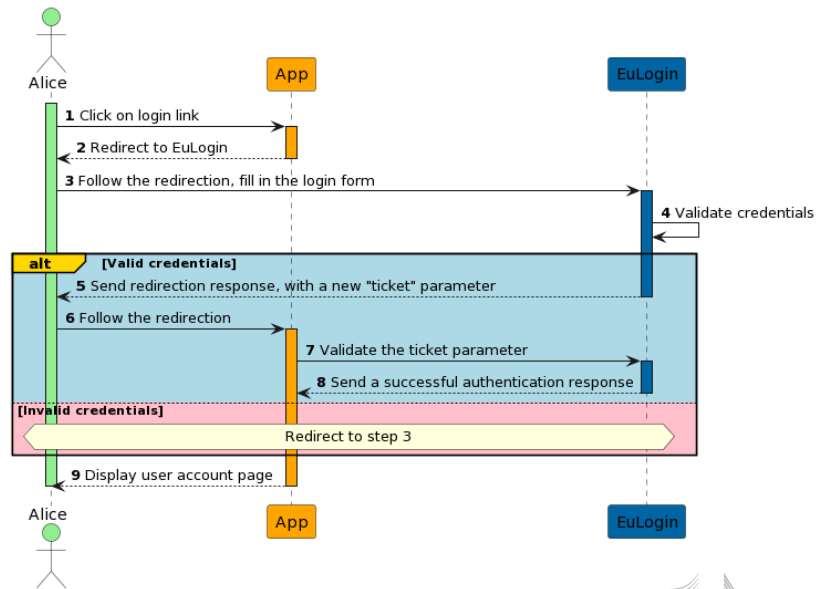 Alice
App
EuLogin
1 Click on login link
2 Redirect to EuLogin
3 Follow the redirection, fill in the login form
4 Validate credentials
alt [Valid credentials]
5 Send redirection response, with a new "ticket" parameter
6 Follow the redirection
7 Validate the ticket parameter
8 Send a successful authentication response
[Invalid credentials]
Redirect to step 3
9 Display user account page
Alice
App
EuLogin